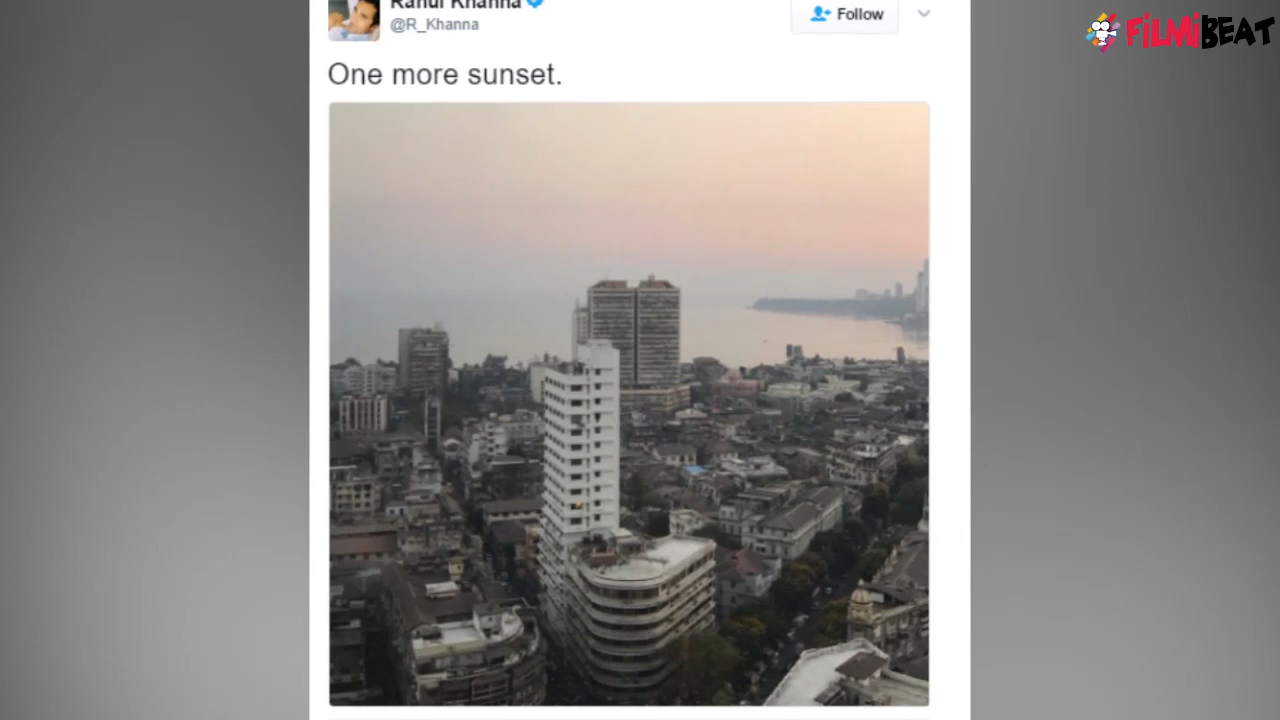 Rahul Khanna
@R_Khanna
Follow
FiLMiBEAT
One more sunset.